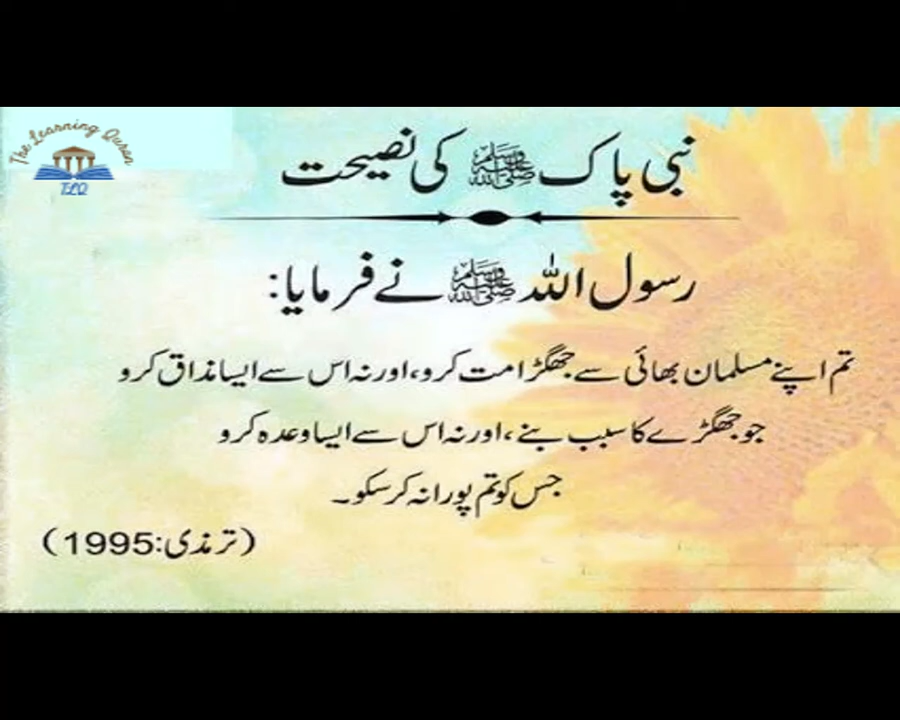 The Learning Quran
TLQ
نبی پاک ﷺ کی نصیحت
رسول اللہ ﷺ نے فرمایا:
تم اپنے مسلمان بھائی سے جھگڑا مت کرو، اور نہ اس سے ایسا مذاق کرو
جو جھگڑے کا سبب بنے، اور نہ اس سے ایسا وعدہ کرو
جس کو تم پورا نہ کر سکو۔
(ترمذی:1995)